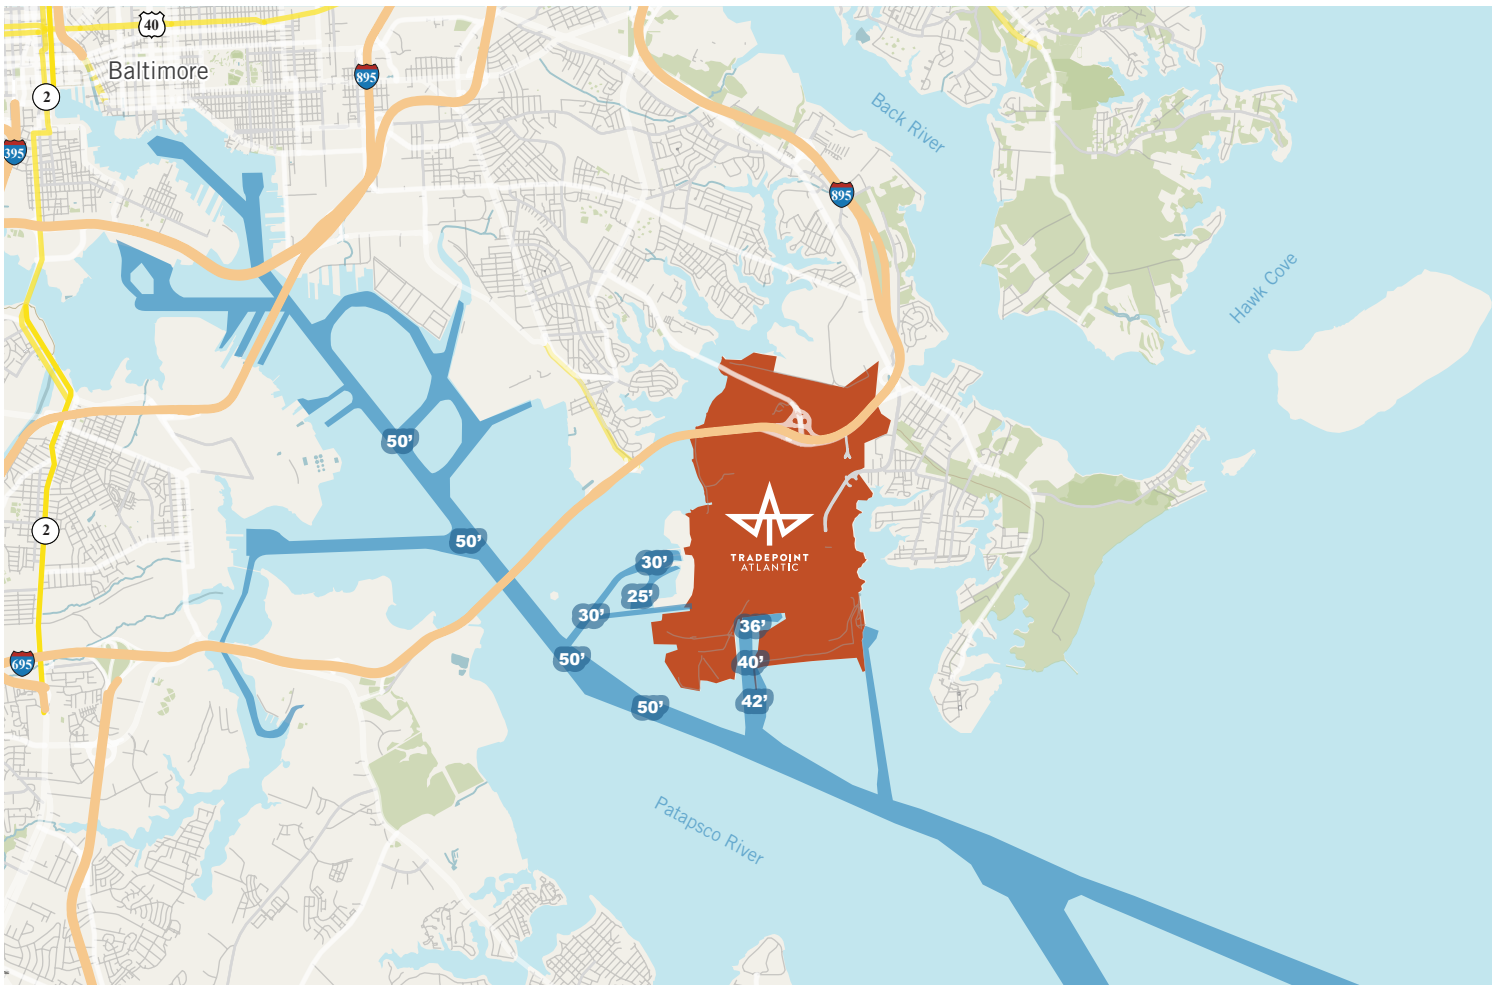 40
Baltimore
895
2
395
Back River
895
Hawk Cove
50’
50’
TRADEPOINT
ATLANTIC
2
30’
25’
30’
36’
50’
40’
695
42’
50’
Patapsco River